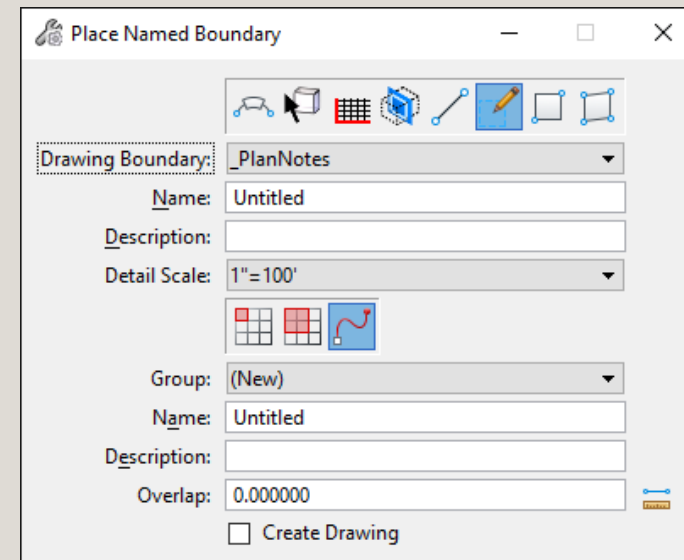 Place Named Boundary
Drawing Boundary: _PlanNotes
Name: Untitled
Description:
Detail Scale: 1"=100'
Group: (New)
Name: Untitled
Description:
Overlap: 0.000000
Create Drawing